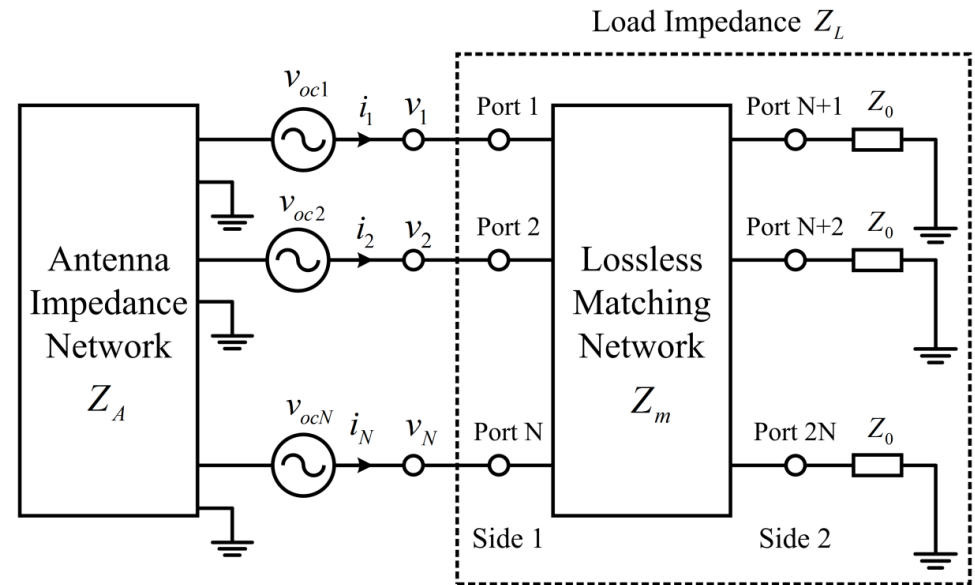 Load Impedance Z_L
v_oc1
i_1
v_1
Port 1
Port N+1
Z_0
v_oc2
i_2
v_2
Port 2
Port N+2
Z_0
Antenna
Impedance
Network
Z_A
Lossless
Matching
Network
Z_m
v_ocN
i_N
v_N
Port N
Port 2N
Z_0
Side 1
Side 2